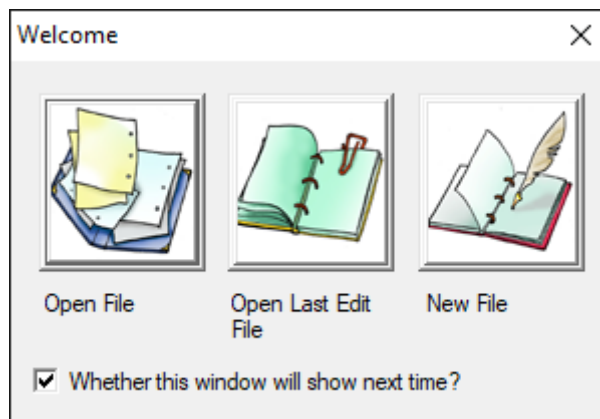 Welcome
Open File
Open Last Edit
File
New File
Whether this window will show next time?